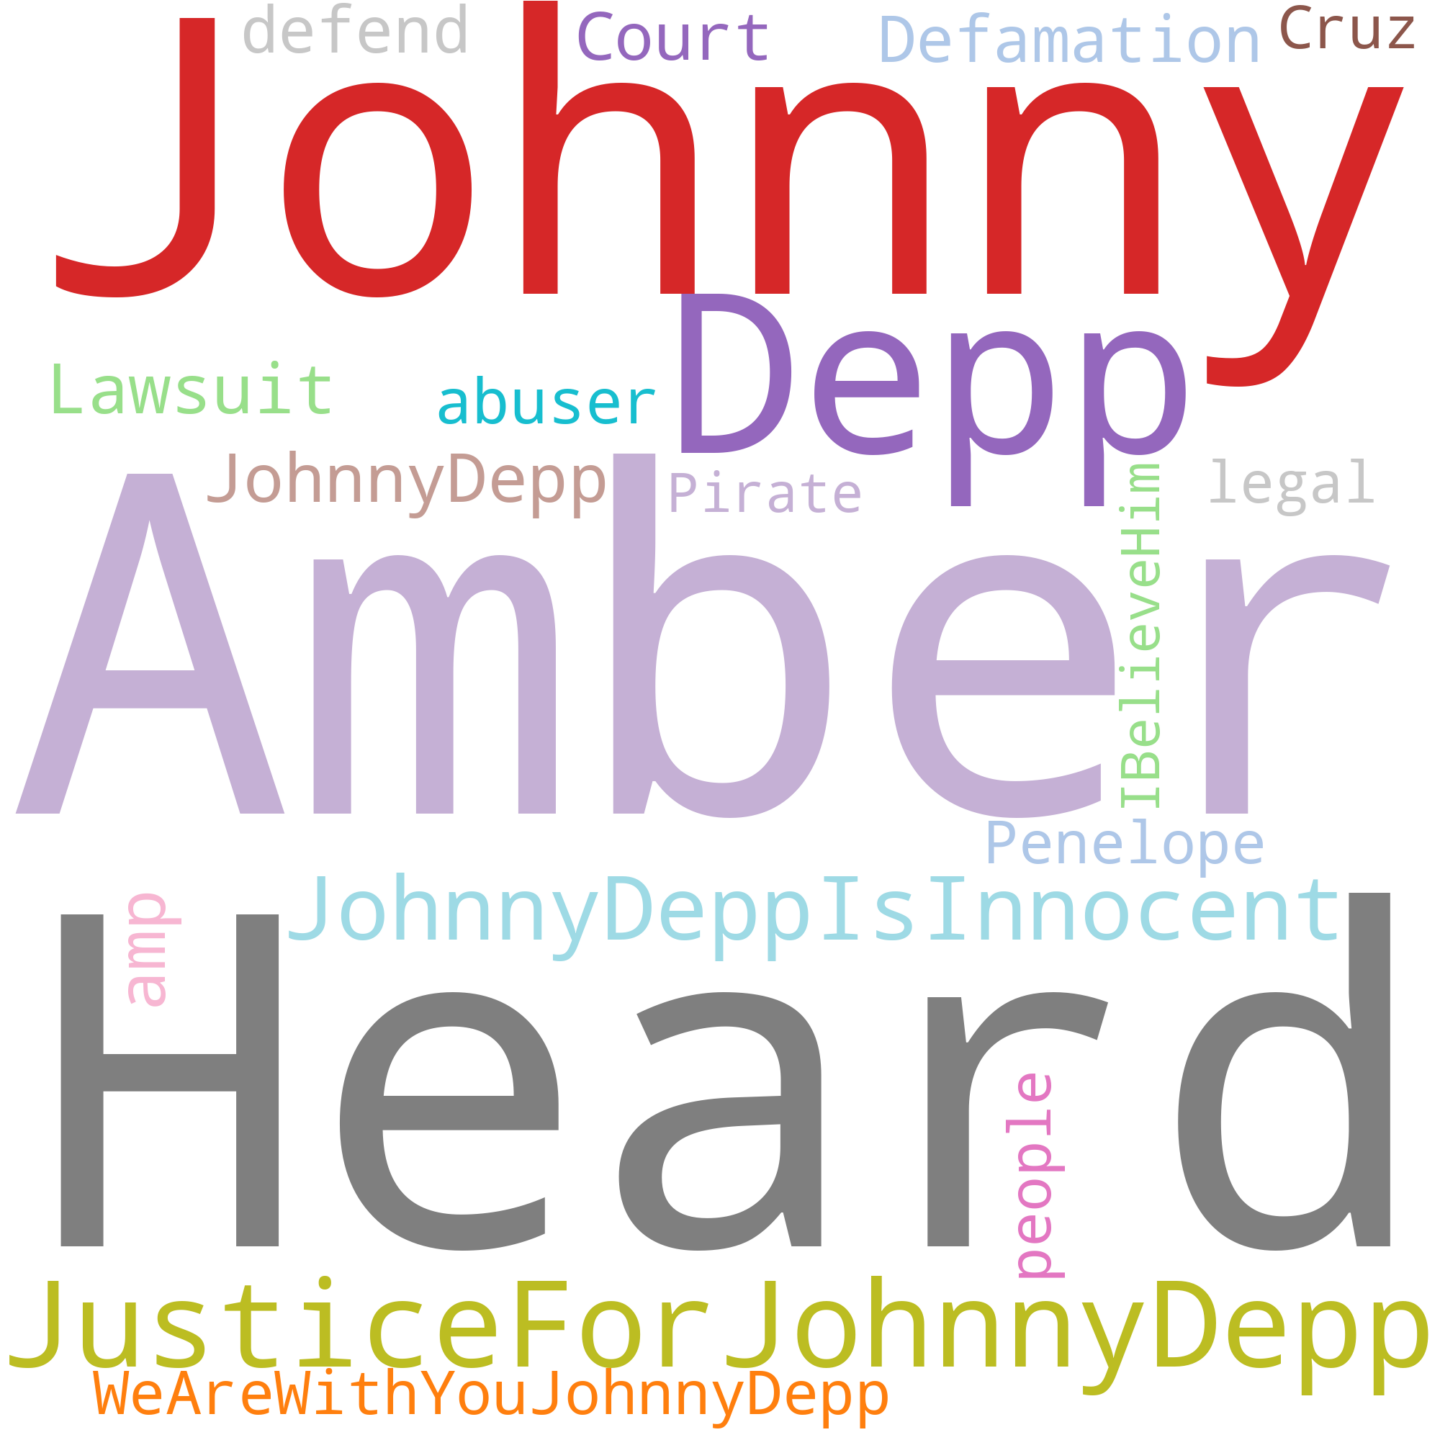 defend
Court
Defamation
Cruz
Johnny
Depp
Lawsuit
abuser
JohnnyDepp
Pirate
legal
IBelieveHim
Amber
Penelope
JohnnyDeppIsInnocent
amp
Heard
people
JusticeForJohnnyDepp
WeAreWithYouJohnnyDepp